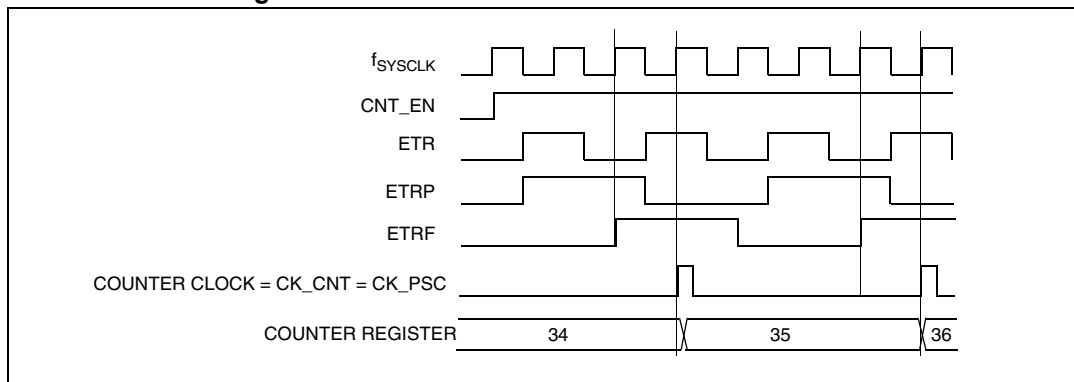 fSYSCLK
CNT_EN
ETR
ETRP
ETRF
COUNTER CLOCK = CK_CNT = CK_PSC
COUNTER REGISTER 34 35 36